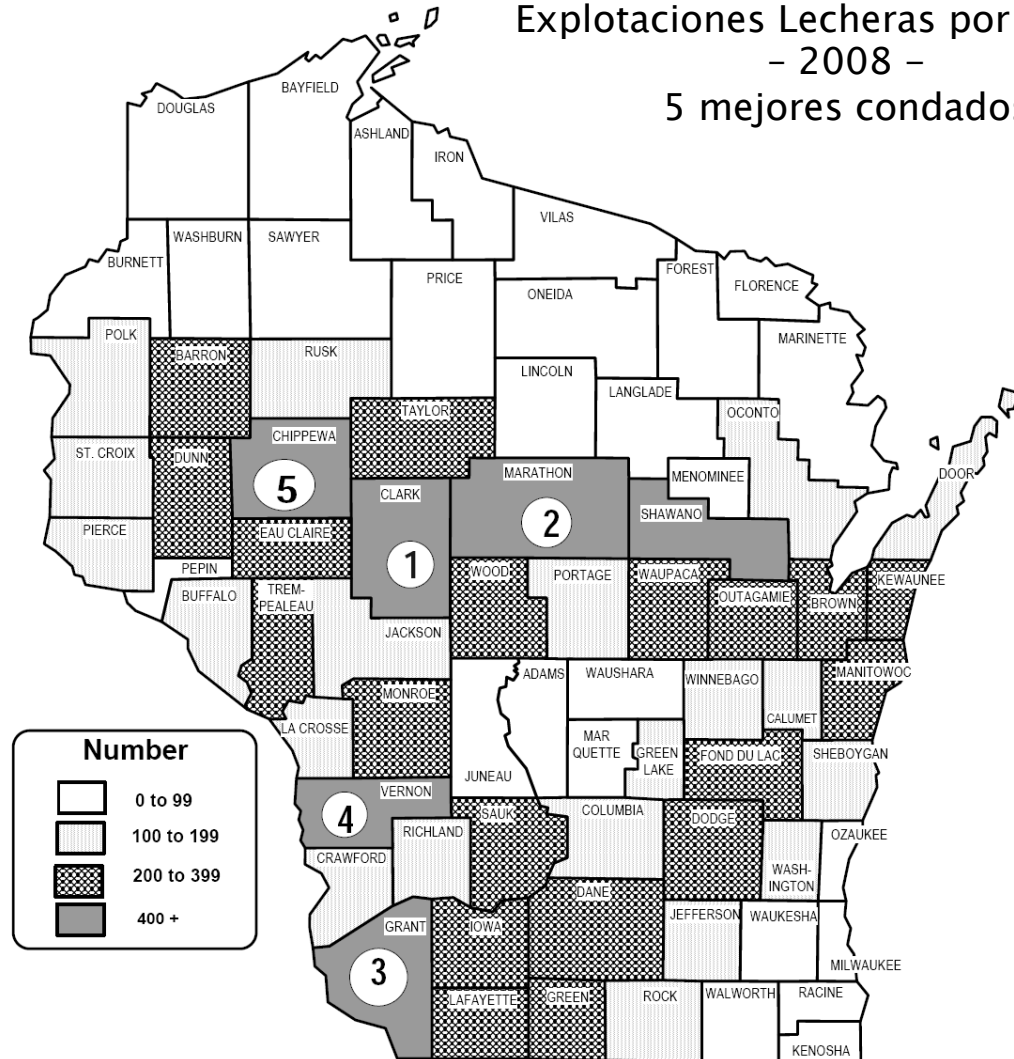 Explotaciones Lecheras por
– 2008 –
5 mejores condados
DOUGLAS
BAYFIELD
ASHLAND
IRON
VILAS
BURNETT
WASHBURN
SAWYER
PRICE
ONEIDA
FOREST
FLORENCE
MARINETTE
POLK
BARRON
RUSK
LINCOLN
LANGLADE
TAYLOR
OCONTO
CHIPPEWA
ST. CROIX
DUNN
MARATHON
MENOMINEE
DOOR
5
CLARK
2
SHAWANO
PIERCE
EAU CLAIRE
1
PEPIN
WOOD
PORTAGE
WAUPACA
OUTAGAMIE
BROWN
KEWAUNEE
BUFFALO
TREM-
PEALEAU
JACKSON
ADAMS
WAUSHARA
WINNEBAGO
CALUMET
MANITOWOC
MONROE
LA CROSSE
JUNEAU
MAR
QUETTE
GREEN
LAKE
FOND DU LAC
SHEBOYGAN
VERNON
4
SAUK
COLUMBIA
DODGE
OZAUKEE
RICHLAND
CRAWFORD
WASH-
INGTON
DANE
GRANT
IOWA
JEFFERSON
WAUKESHA
MILWAUKEE
3
LAFAYETTE
GREEN
ROCK
WALWORTH
RACINE
KENOSHA
Number
0 to 99
100 to 199
200 to 399
400 +